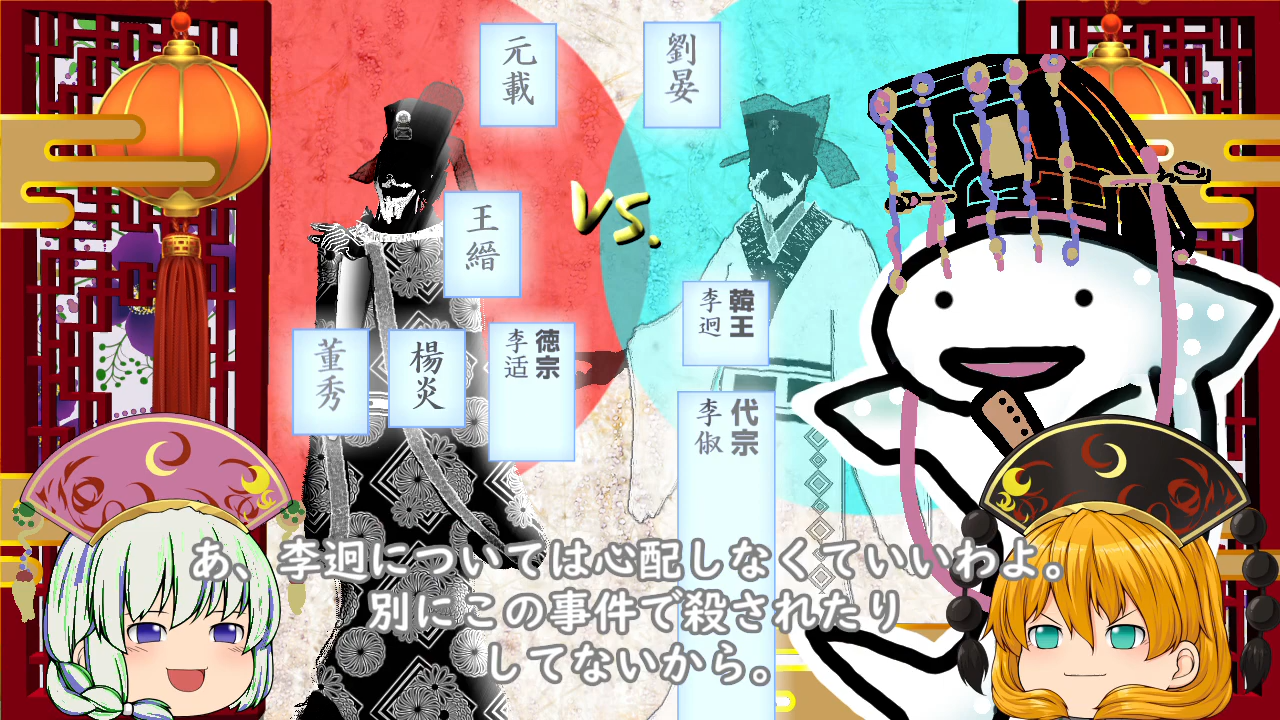 元載
劉晏
vs.
王縉
韓王
李迥
董秀
楊炎
徳宗
李适
代宗
李俶
あ、李迥については心配しなくていいわよ。
別にこの事件で殺されたり
してないから。